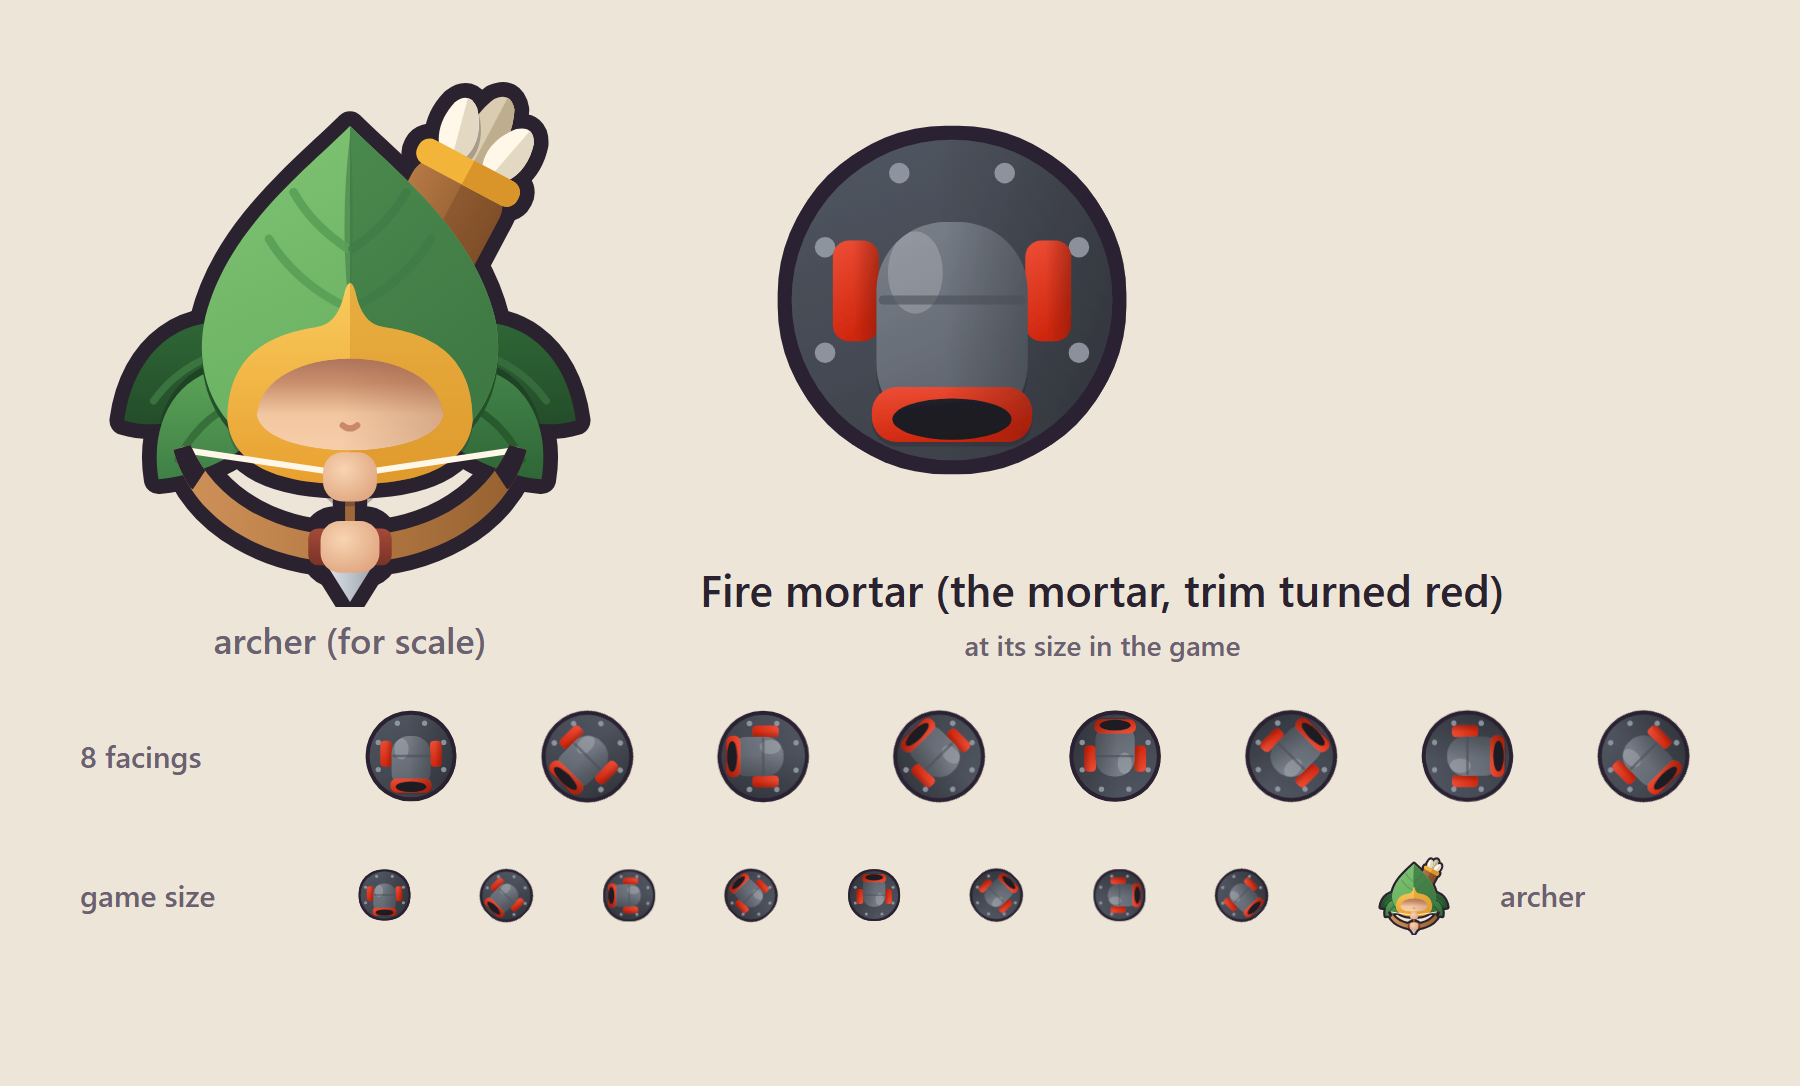 Fire mortar (the mortar, trim turned red)
archer (for scale)
at its size in the game
8 facings
game size
archer